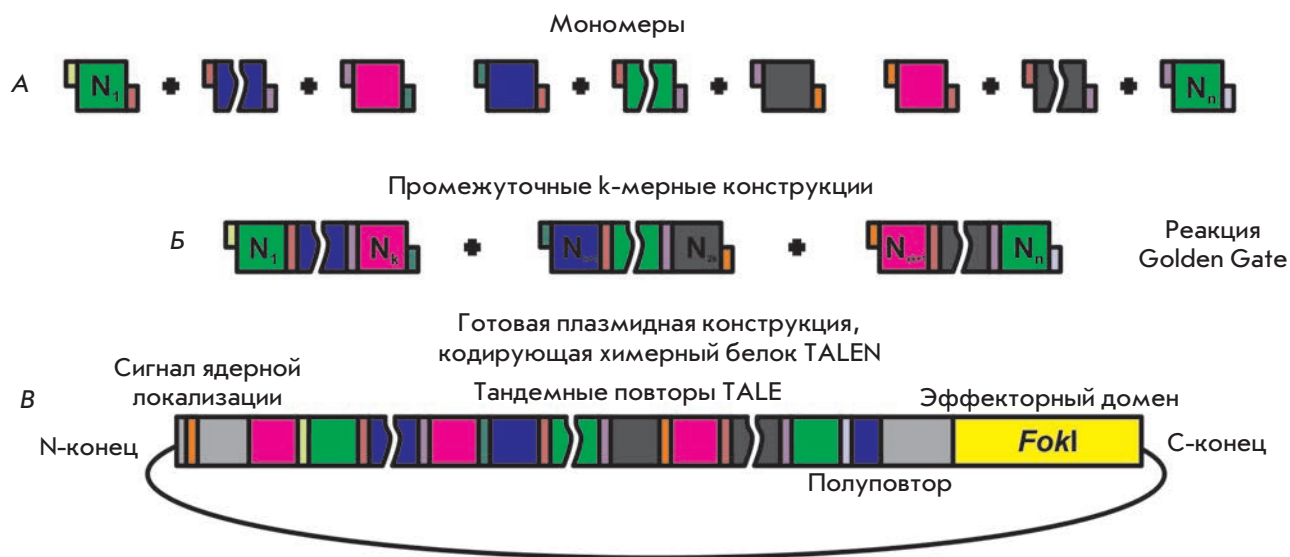 Мономеры
А
N1
Nn
Промежуточные k-мерные конструкции
Б
N1
Nk
N
N2k
N
Nn
Реакция
Golden Gate
Готовая плазмидная конструкция,
кодирующая химерный белок TALEN
Сигнал ядерной
локализации
Тандемные повторы TALE
Эффекторный домен
В
N-конец
FokI
С-конец
Полуповтор